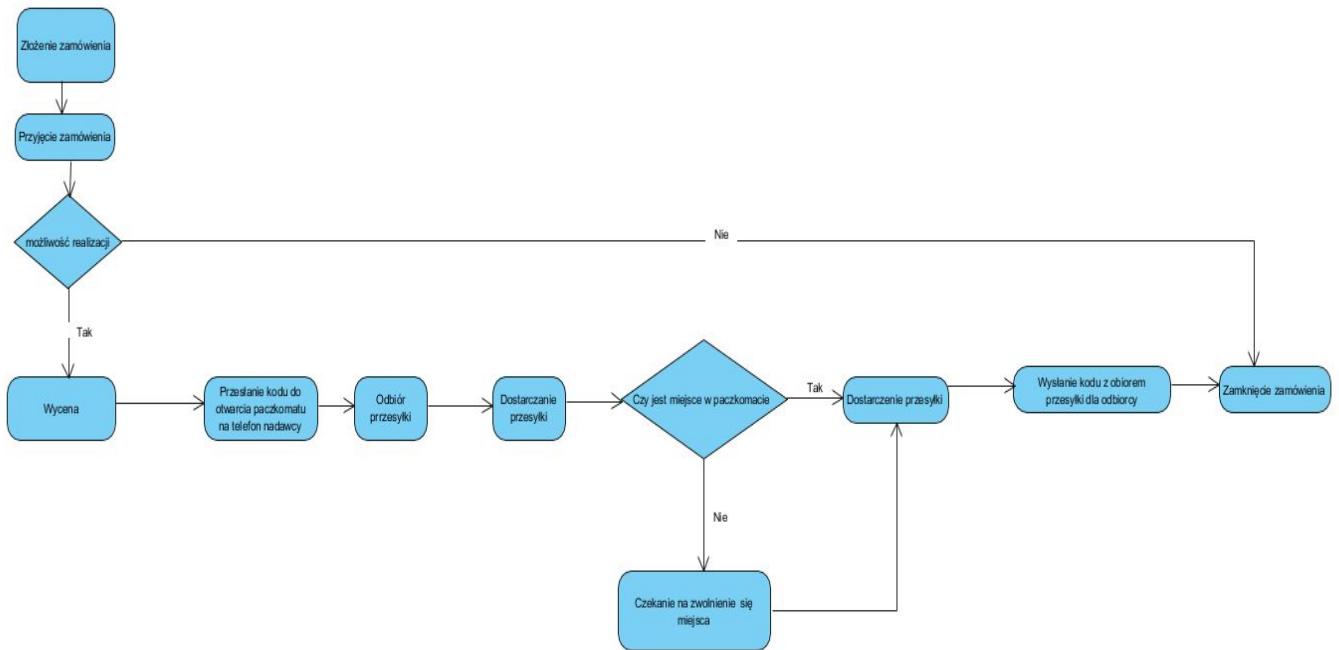 Złożenie zamówienia
Przyjęcie zamówienia
możliwość realizacji
Nie
Tak
Wycena
Przesłanie kodu do
otwarcia paczkomatu
na telefon nadawcy
Odbiór
przesyłki
Dostarczanie
przesyłki
Czy jest miejsce w paczkomacie
Tak
Dostarczenie przesyłki
Wysłanie kodu z obiorem
przesyłki dla odbiorcy
Zamknięcie zamówienia
Nie
Czekanie na zwolnienie się
miejsca